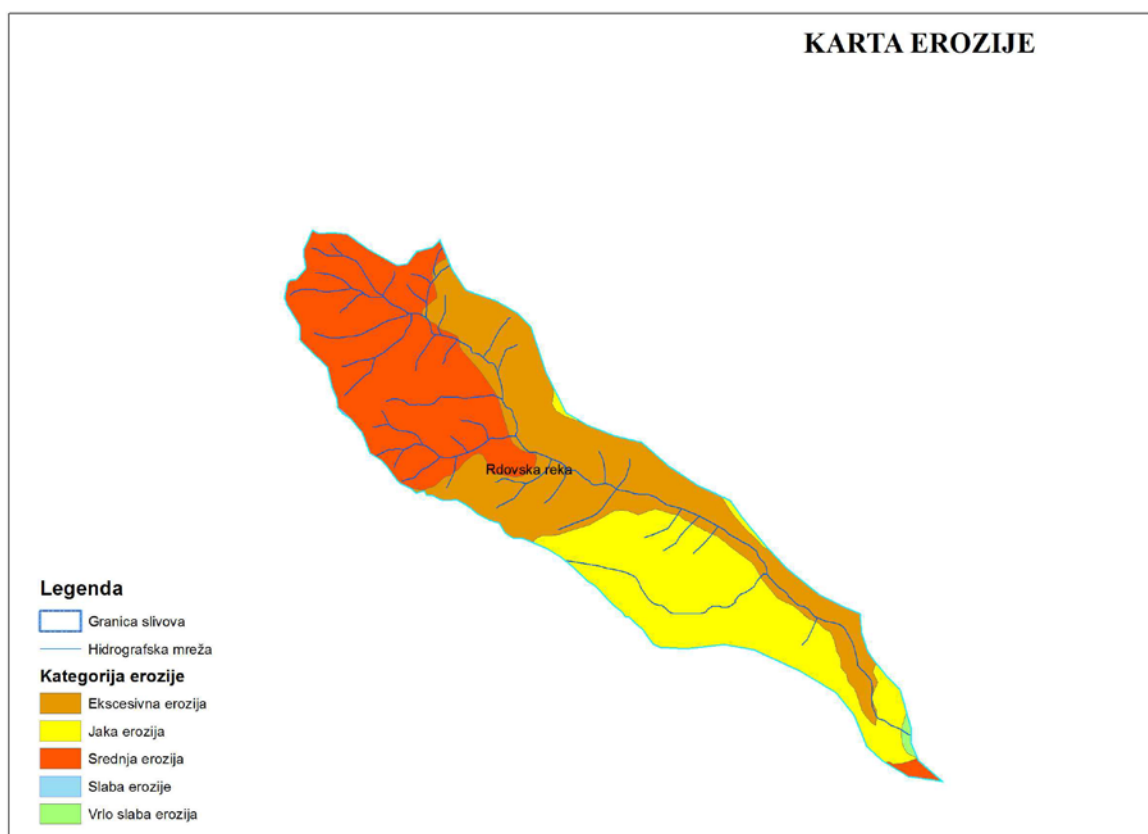 KARTA EROZIJE
Rdovska reka
Legenda
Granica slivova
Hidrografska mreža
Kategorija erozije
Ekscesivna erozija
Jaka erozija
Srednja erozija
Slaba erozije
Vrlo slaba erozija